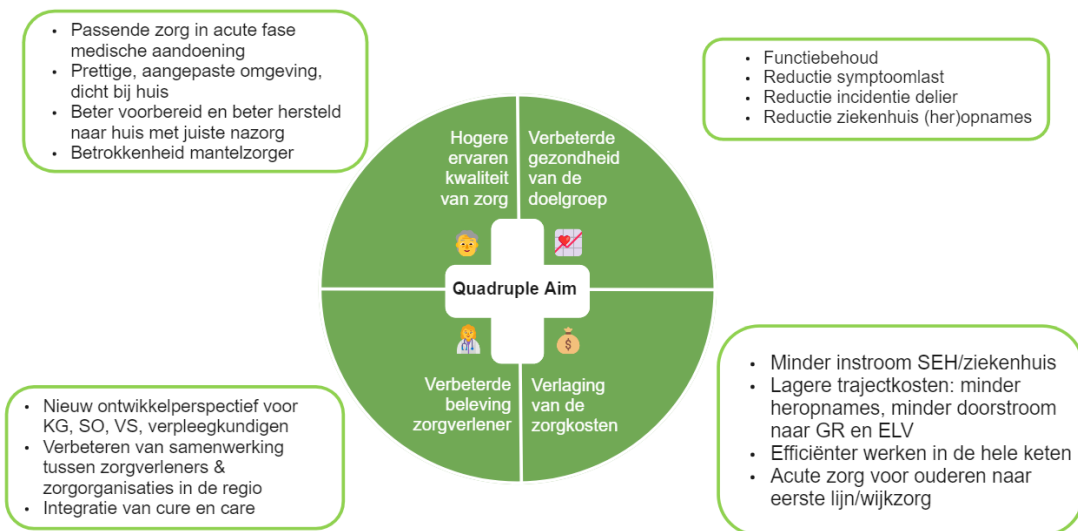 • Passende zorg in acute fase
medische aandoening
• Prettige, aangepaste omgeving,
dicht bij huis
• Beter voorbereid en beter hersteld
naar huis met juiste nazorg
• Betrokkenheid mantelzorger
• Functiebehoud
• Reductie symptoomlast
• Reductie incidentie delier
• Reductie ziekenhuis (her)opnames
Hogere
ervaren
kwaliteit
van zorg
Verbeterde
gezondheid
van de
doelgroep
Quadruple Aim
Verbeterde
beleving
zorgverlener
Verlaging
van de
zorgkosten
• Nieuw ontwikkelperspectief voor
KG, SO, VS, verpleegkundigen
• Verbeteren van samenwerking
tussen zorgverleners &
zorgorganisaties in de regio
• Integratie van cure en care
• Minder instroom SEH/ziekenhuis
• Lagere trajectkosten: minder
heropnames, minder doorstroom
naar GR en ELV
• Efficiënter werken in de hele keten
• Acute zorg voor ouderen naar
eerste lijn/wijkzorg